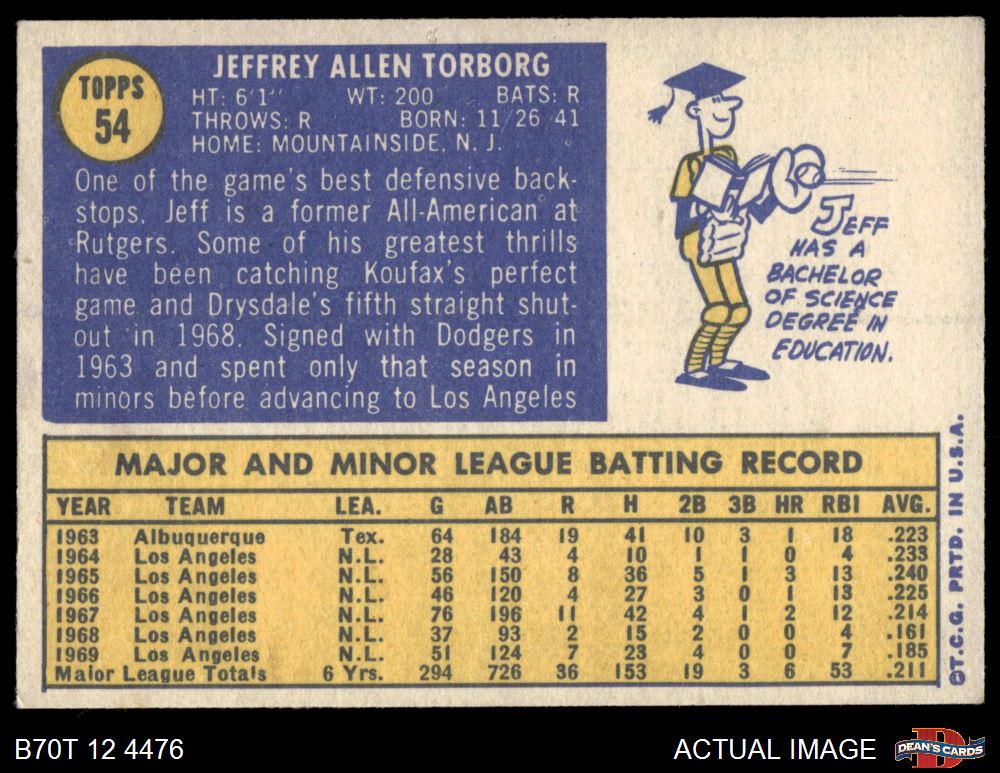 TOPPS
54
JEFFREY ALLEN TORBORG
HT: 6'1" WT: 200 BATS: R
THROWS: R BORN: 11/26/41
HOME: MOUNTAINSIDE, N. J.
One of the game's best defensive back-
stops. Jeff is a former All-American at
Rutgers. Some of his greatest thrills
have been catching Koufax's perfect
game and Drysdale's fifth straight shut-
out in 1968. Signed with Dodgers in
1963 and spent only that season in
minors before advancing to Los Angeles
JEFF
HAS A
BACHELOR
OF SCIENCE
DEGREE IN
EDUCATION.
MAJOR AND MINOR LEAGUE BATTING RECORD
YEAR TEAM LEA. G AB R H 2B 3B HR RBI AVG.
1963 Albuquerque Tex. 64 184 19 41 10 3 1 18 .223
1964 Los Angeles N.L. 28 43 4 10 1 1 0 4 .233
1965 Los Angeles N.L. 56 150 8 36 5 1 3 13 .240
1966 Los Angeles N.L. 46 120 4 27 3 0 1 13 .225
1967 Los Angeles N.L. 76 196 11 42 4 1 2 12 .214
1968 Los Angeles N.L. 37 93 2 15 2 0 0 4 .161
1969 Los Angeles N.L. 51 124 7 23 4 0 0 7 .185
Major League Totals 6 Yrs. 294 726 36 153 19 3 6 53 .211
©T.C.G. PRTD. IN U.S.A.
B70T 12 4476
ACTUAL IMAGE
D
DEAN'S CARDS